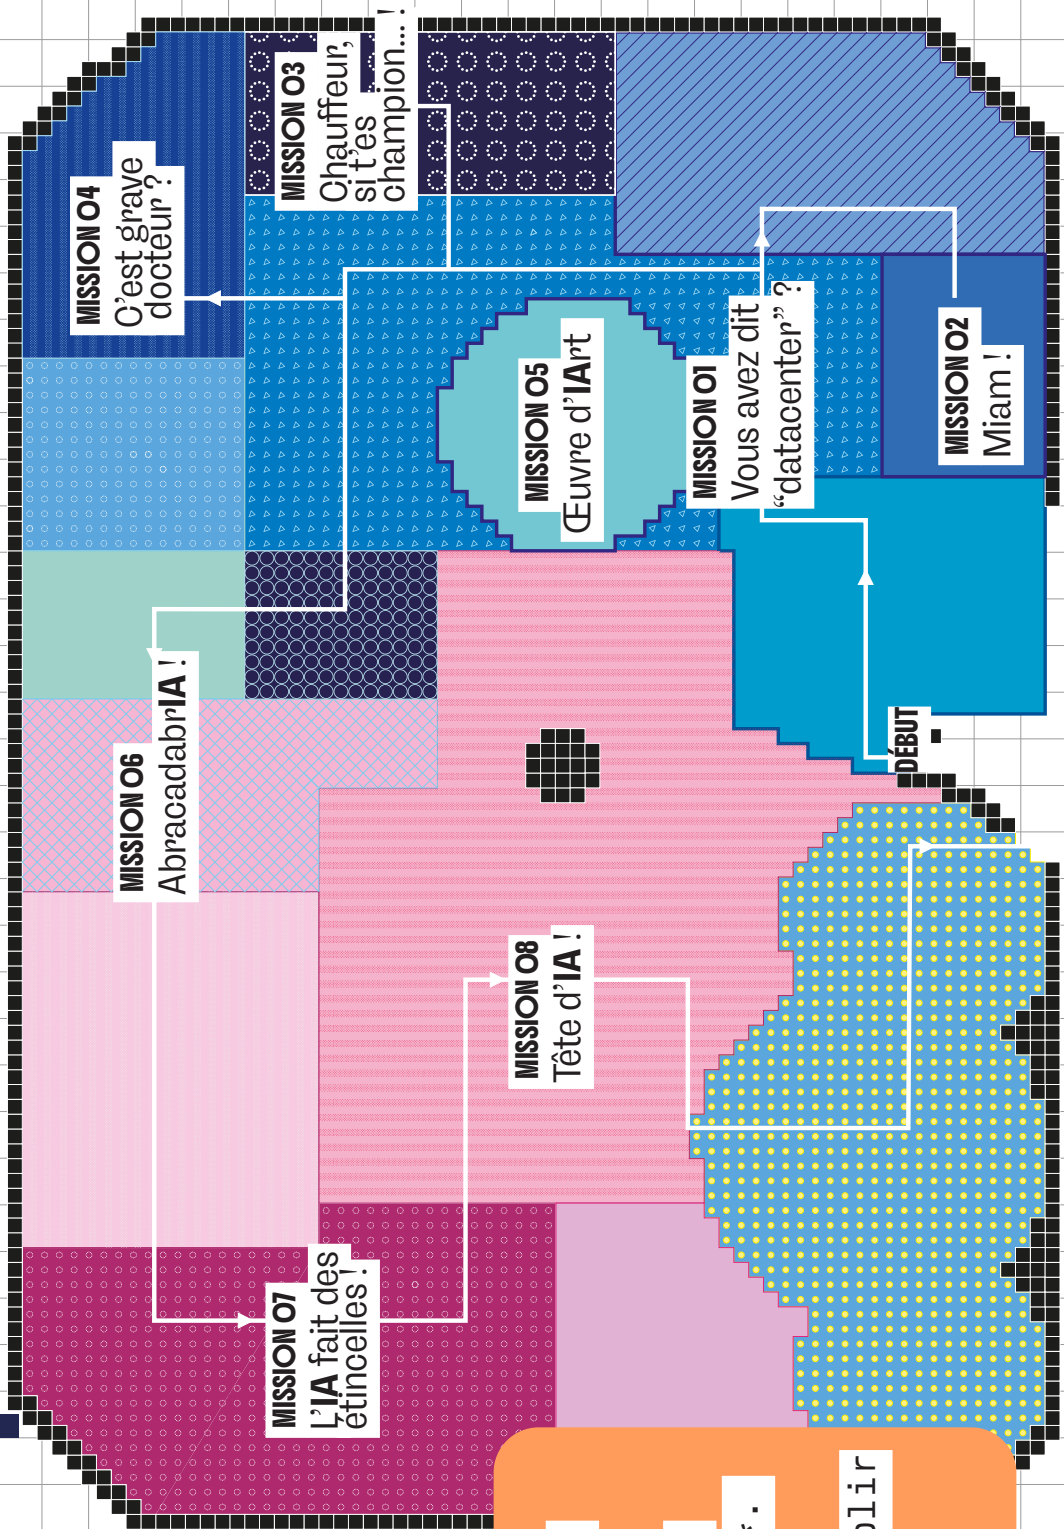 MISSION 04
C'est grave
docteur ?
MISSION 03
Chauffeur,
si t'es
champion... !
MISSION 05
Œuvre d'IArt
MISSION 01
Vous avez dit
“datacenter” ?
MISSION 02
Miam !
DÉBUT
MISSION 06
AbracadabrIA !
MISSION 08
Tête d'IA !
MISSION 07
L'IA fait des
étincelles !
r.
plir